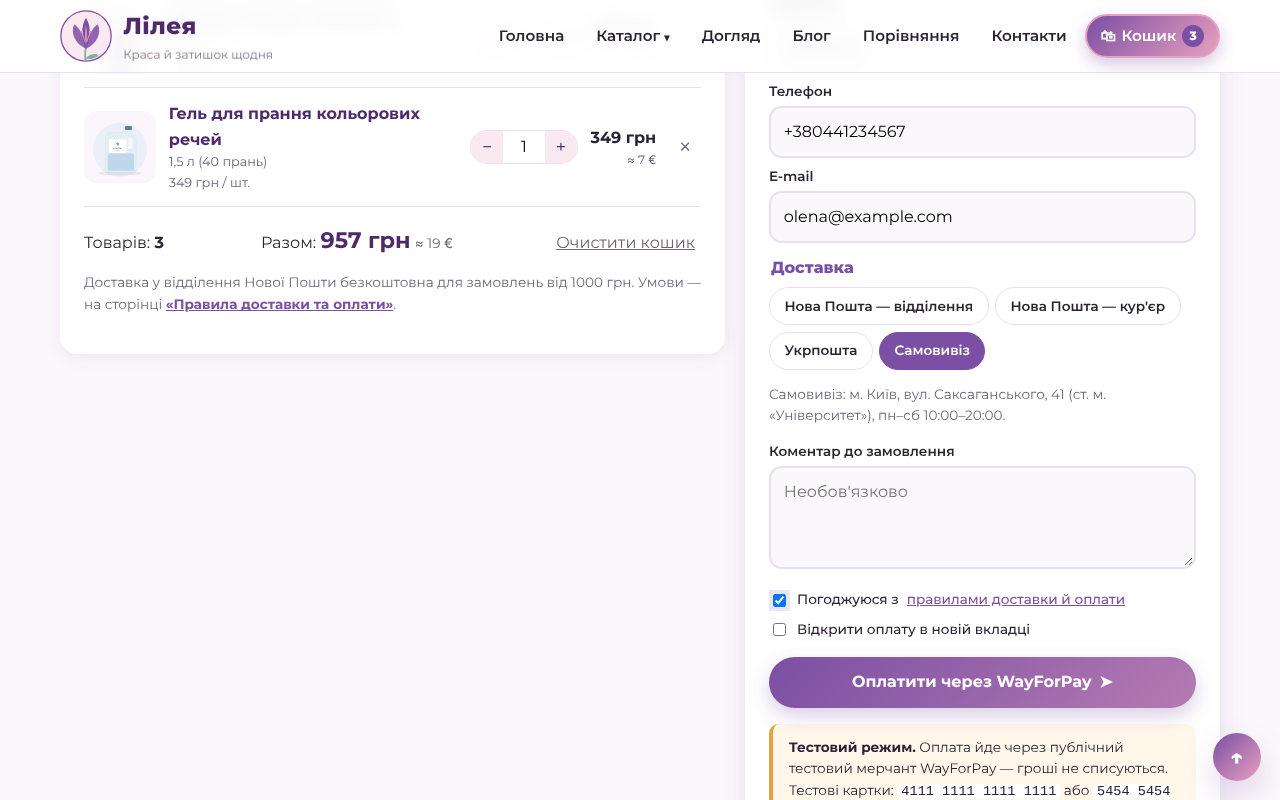 Лілея
Краса й затишок щодня
Головна
Каталог ▾
Догляд
Блог
Порівняння
Контакти
🛍 Кошик 3
Гель для прання кольорових
речей
1,5 л (40 прань)
349 грн / шт.
− 1 +
349 грн
≈ 7 €
×
Товарів: 3
Разом: 957 грн ≈ 19 €
Очистити кошик
Доставка у відділення Нової Пошти безкоштовна для замовлень від 1000 грн. Умови —
на сторінці «Правила доставки та оплати».
Телефон
+380441234567
E-mail
olena@example.com
Доставка
Нова Пошта — відділення
Нова Пошта — кур'єр
Укрпошта
Самовивіз
Самовивіз: м. Київ, вул. Саксаганського, 41 (ст. м.
«Університет»), пн–сб 10:00–20:00.
Коментар до замовлення
Необов'язково
Погоджуюся з правилами доставки й оплати
Відкрити оплату в новій вкладці
Оплатити через WayForPay ➤
Тестовий режим. Оплата йде через публічний
тестовий мерчант WayForPay — гроші не списуються.
Тестові картки: 4111 1111 1111 1111 або 5454 5454